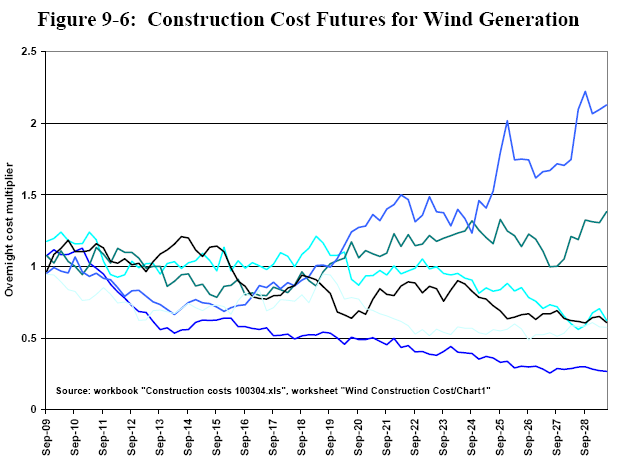 Figure 9-6: Construction Cost Futures for Wind Generation
2.5
2
1.5
1
0.5
0
Overnight cost multiplier
Source: workbook "Construction costs 100304.xls", worksheet "Wind Construction Cost/Chart1"
Sep-09
Sep-10
Sep-11
Sep-12
Sep-13
Sep-14
Sep-15
Sep-16
Sep-17
Sep-18
Sep-19
Sep-20
Sep-21
Sep-22
Sep-23
Sep-24
Sep-25
Sep-26
Sep-27
Sep-28